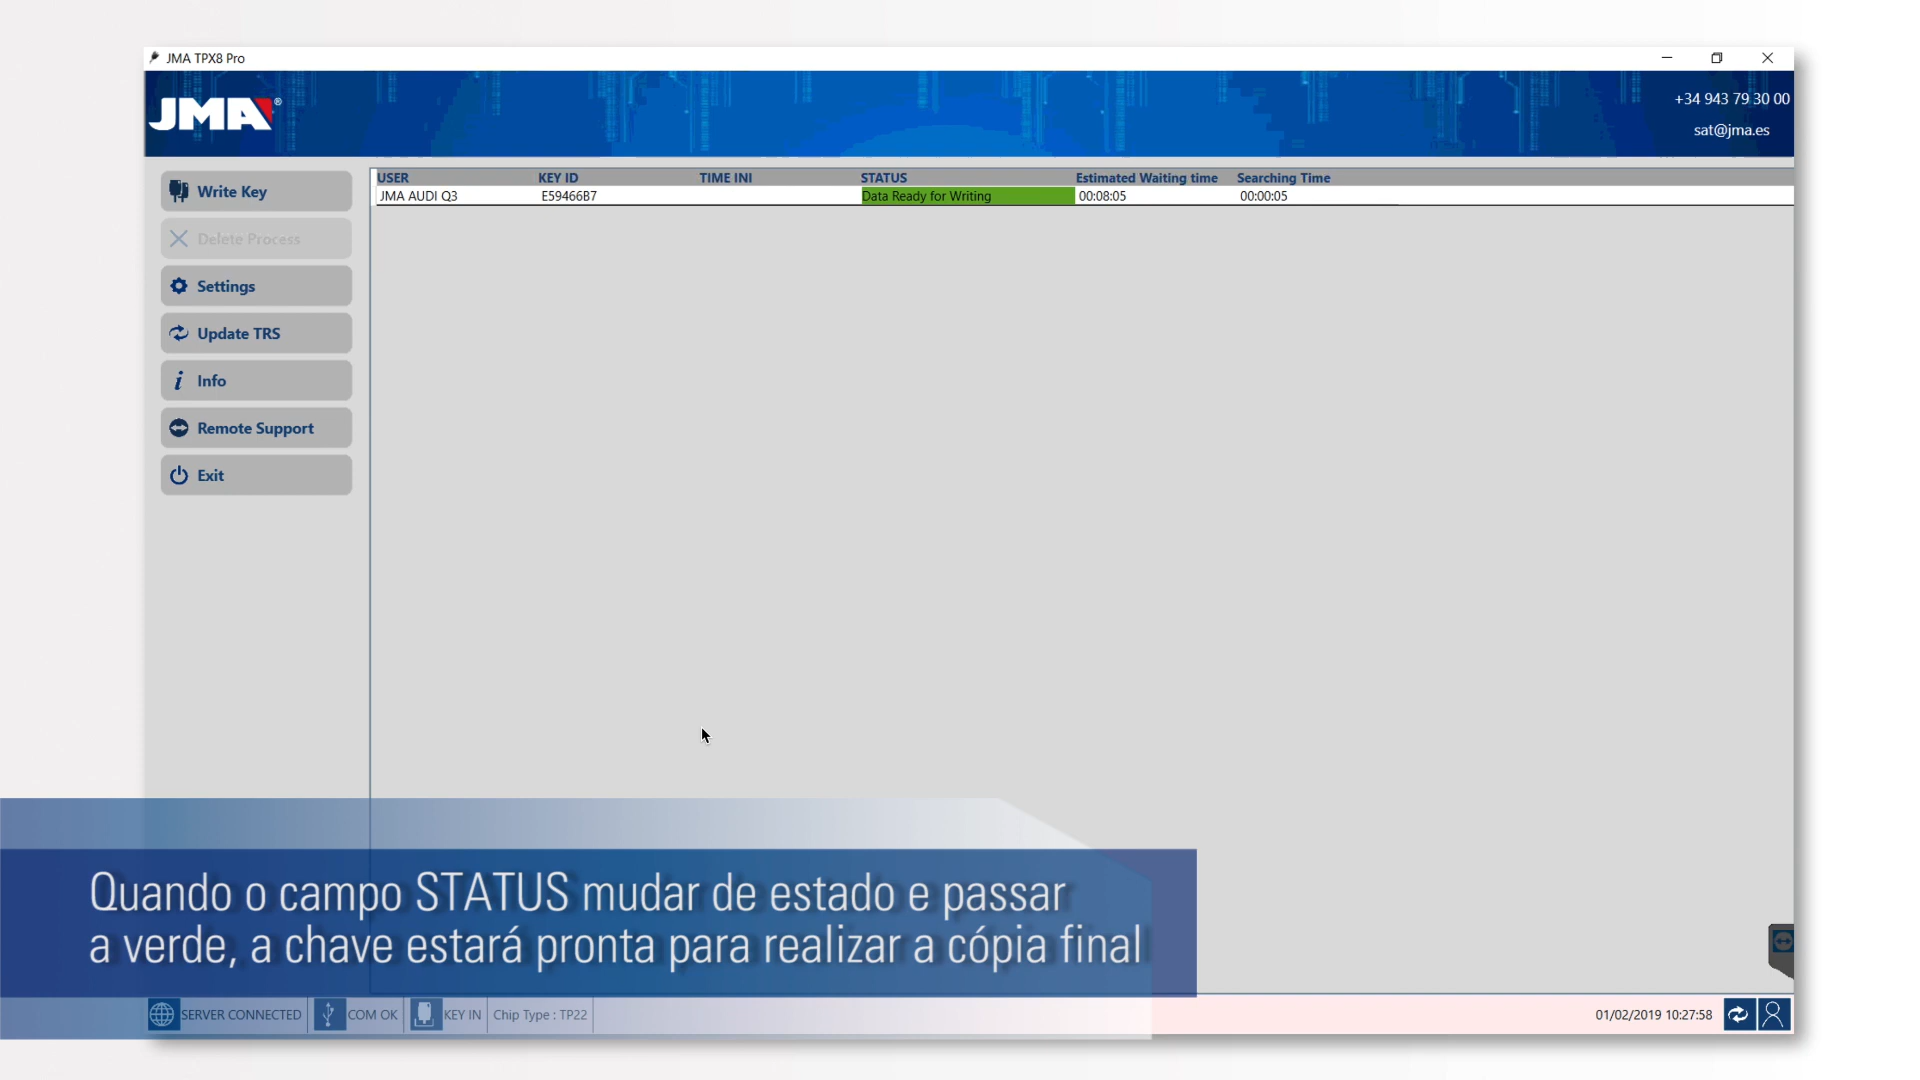 JMA TPX8 Pro
JMA®
+34 943 79 30 00
sat@jma.es
Write Key
Delete Process
Settings
Update TRS
Info
Remote Support
Exit
USER KEY ID TIME INI STATUS Estimated Waiting time Searching Time
JMA AUDI Q3 E59466B7 Data Ready for Writing 00:08:05 00:00:05
Quando o campo STATUS mudar de estado e passar
a verde, a chave estará pronta para realizar a cópia final
SERVER CONNECTED COM OK KEY IN Chip Type : TP22 01/02/2019 10:27:58